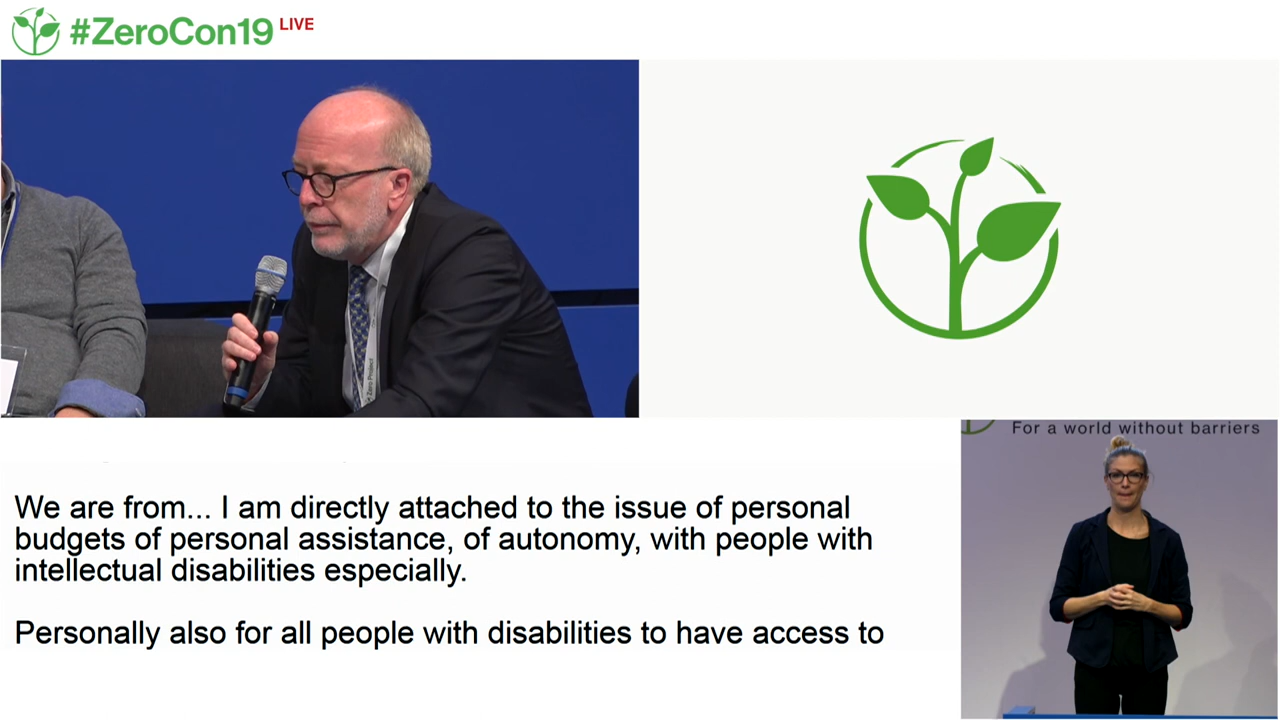 #ZeroCon19 LIVE
Zero Project
For a world without barriers
We are from... I am directly attached to the issue of personal
budgets of personal assistance, of autonomy, with people with
intellectual disabilities especially.
Personally also for all people with disabilities to have access to